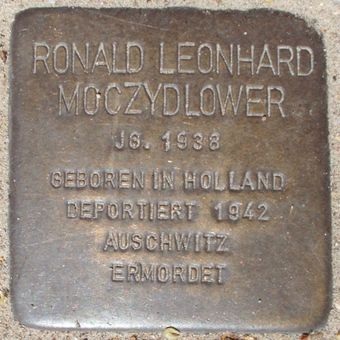 RONALD LEONHARD
MOCZYDLOWER
JG. 1938
GEBOREN IN HOLLAND
DEPORTIERT 1942
AUSCHWITZ
ERMORDET